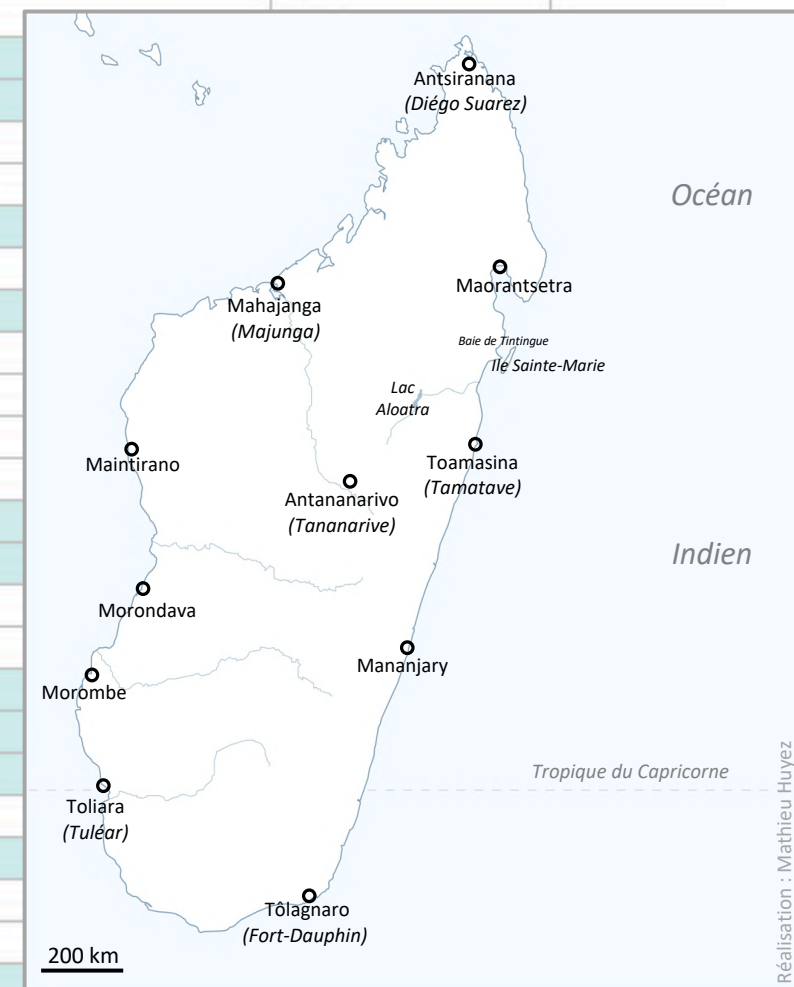 Antsiranana
(Diégo Suarez)
Océan
Maorantsetra
Mahajanga
(Majunga)
Baie de Tintingue
Ile Sainte-Marie
Lac
Aloatra
Maintirano
Toamasina
(Tamatave)
Antananarivo
(Tananarive)
Indien
Morondava
Mananjary
Morombe
Tropique du Capricorne
Toliara
(Tuléar)
Tôlagnaro
(Fort-Dauphin)
200 km
Réalisation : Mathieu Huyez